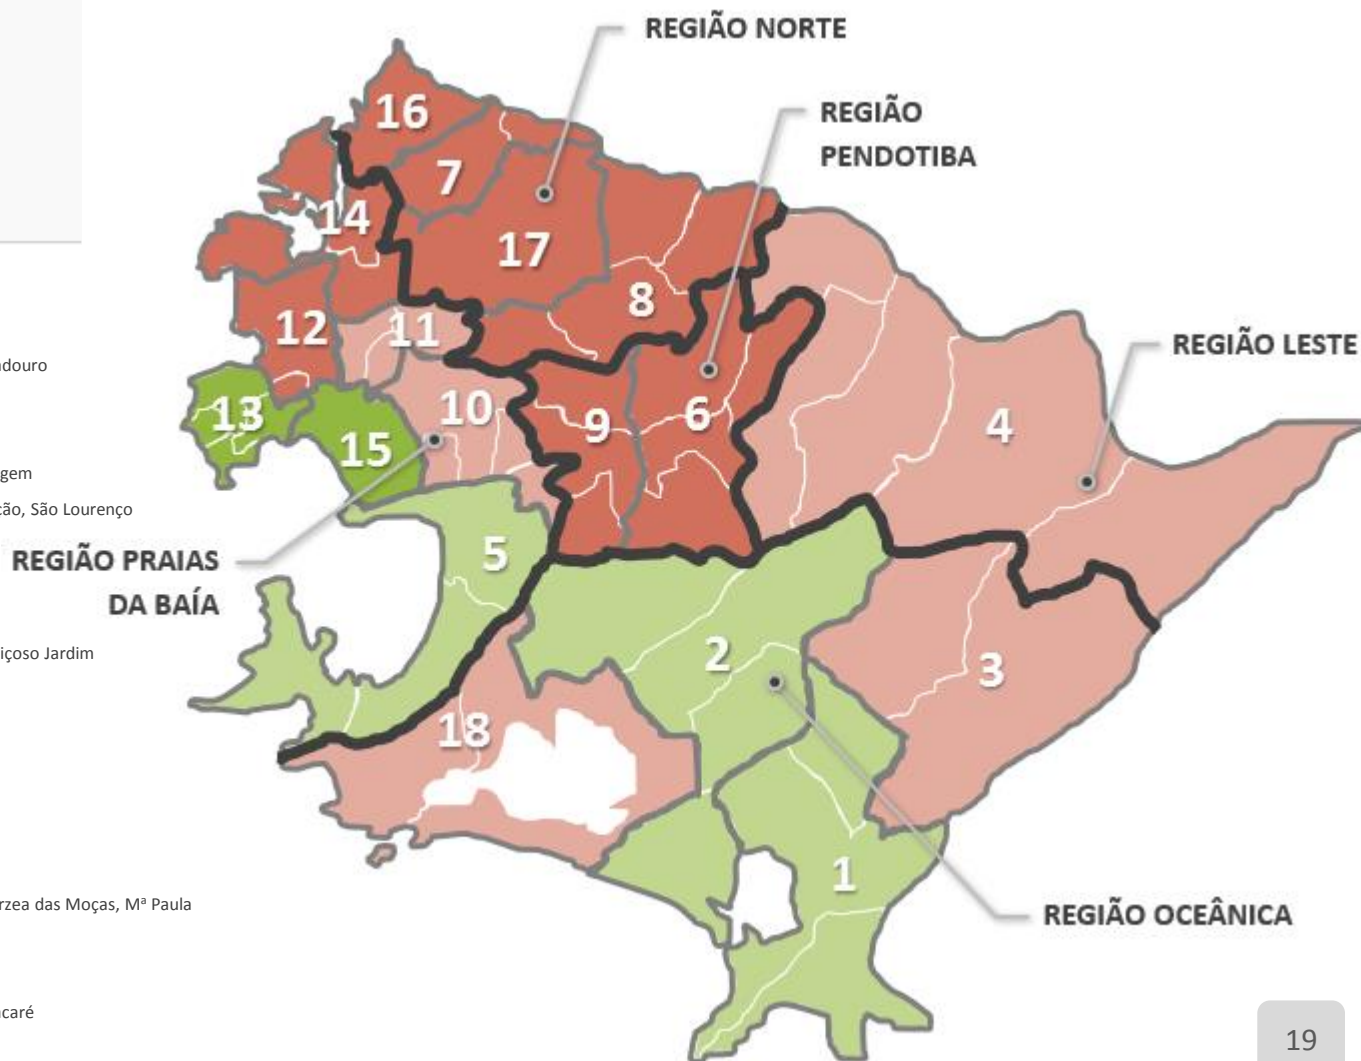 REGIÃO NORTE
REGIÃO
PENDOTIBA
16
7
14
17
8
12
11
REGIÃO LESTE
adouro
13
10
9
6
4
15
gem
ção, São Lourenço
REGIÃO PRAIAS
DA BAÍA
5
içoso Jardim
2
3
18
1
rzea das Moças, Mª Paula
REGIÃO OCEÂNICA
caré
19